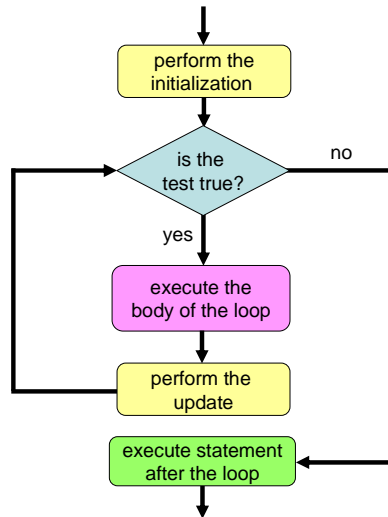 perform the
initialization
is the
test true?
no
yes
execute the
body of the loop
perform the
update
execute statement
after the loop